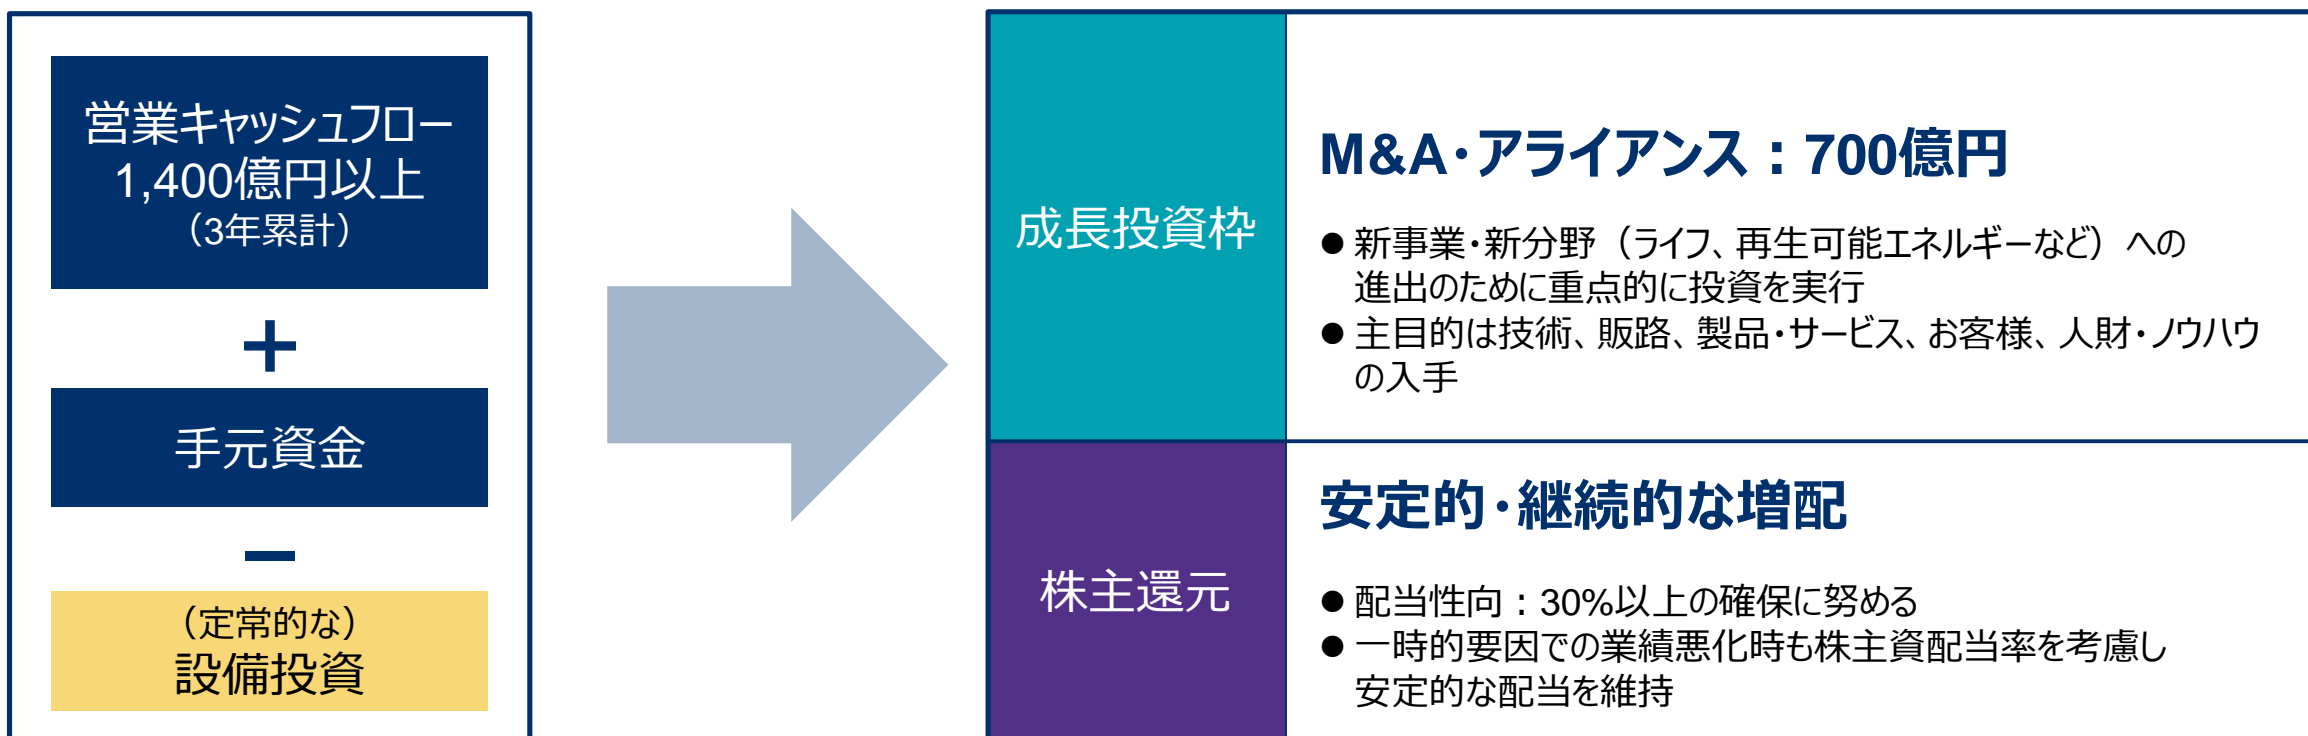 営業キャッシュフロー
1,400億円以上
（3年累計）
+
手元資金
－
（定常的な）
設備投資
成長投資枠
M&A・アライアンス：700億円
● 新事業・新分野（ライフ、再生可能エネルギーなど）への
進出のために重点的に投資を実行
● 主目的は技術、販路、製品・サービス、お客様、人財・ノウハウ
の入手
株主還元
安定的・継続的な増配
● 配当性向：30%以上の確保に努める
● 一時的要因での業績悪化時も株主資配当率を考慮し
安定的な配当を維持